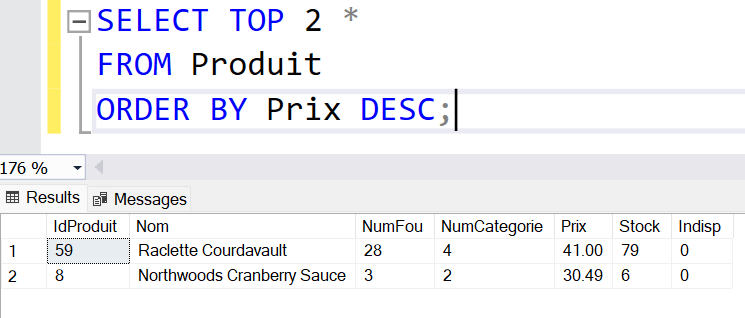 SELECT TOP 2 *
FROM Produit
ORDER BY Prix DESC;
176 %
Results Messages
IdProduit Nom NumFou NumCategorie Prix Stock Indisp
1 59 Raclette Courdavault 28 4 41.00 79 0
2 8 Northwoods Cranberry Sauce 3 2 30.49 6 0